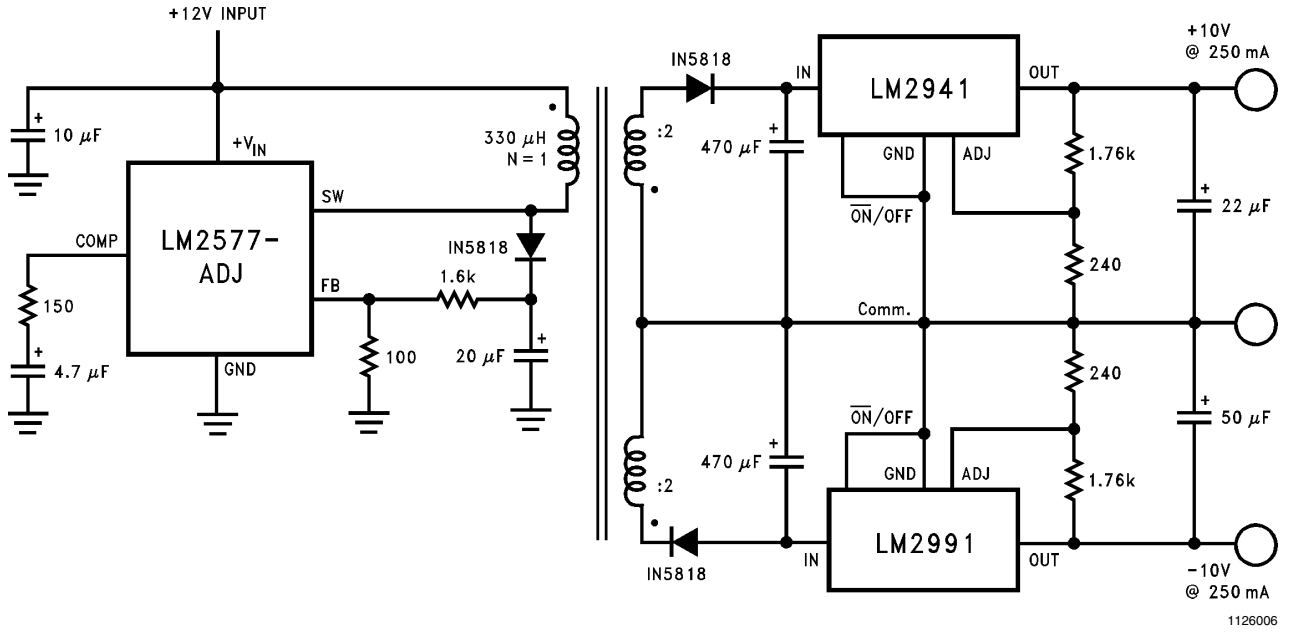 +12V INPUT
+
10 μF
+VIN
LM2577-
ADJ
SW
COMP
FB
GND
150
+
4.7 μF
330 μH
N = 1
IN5818
1.6k
100
20 μF
+
IN5818
:2
+
470 μF
IN
LM2941
OUT
GND
ADJ
ON/OFF
1.76k
240
+
22 μF
+10V
@ 250 mA
Comm.
240
1.76k
+
50 μF
ON/OFF
GND
ADJ
LM2991
IN
OUT
+
470 μF
:2
IN5818
-10V
@ 250 mA
1126006